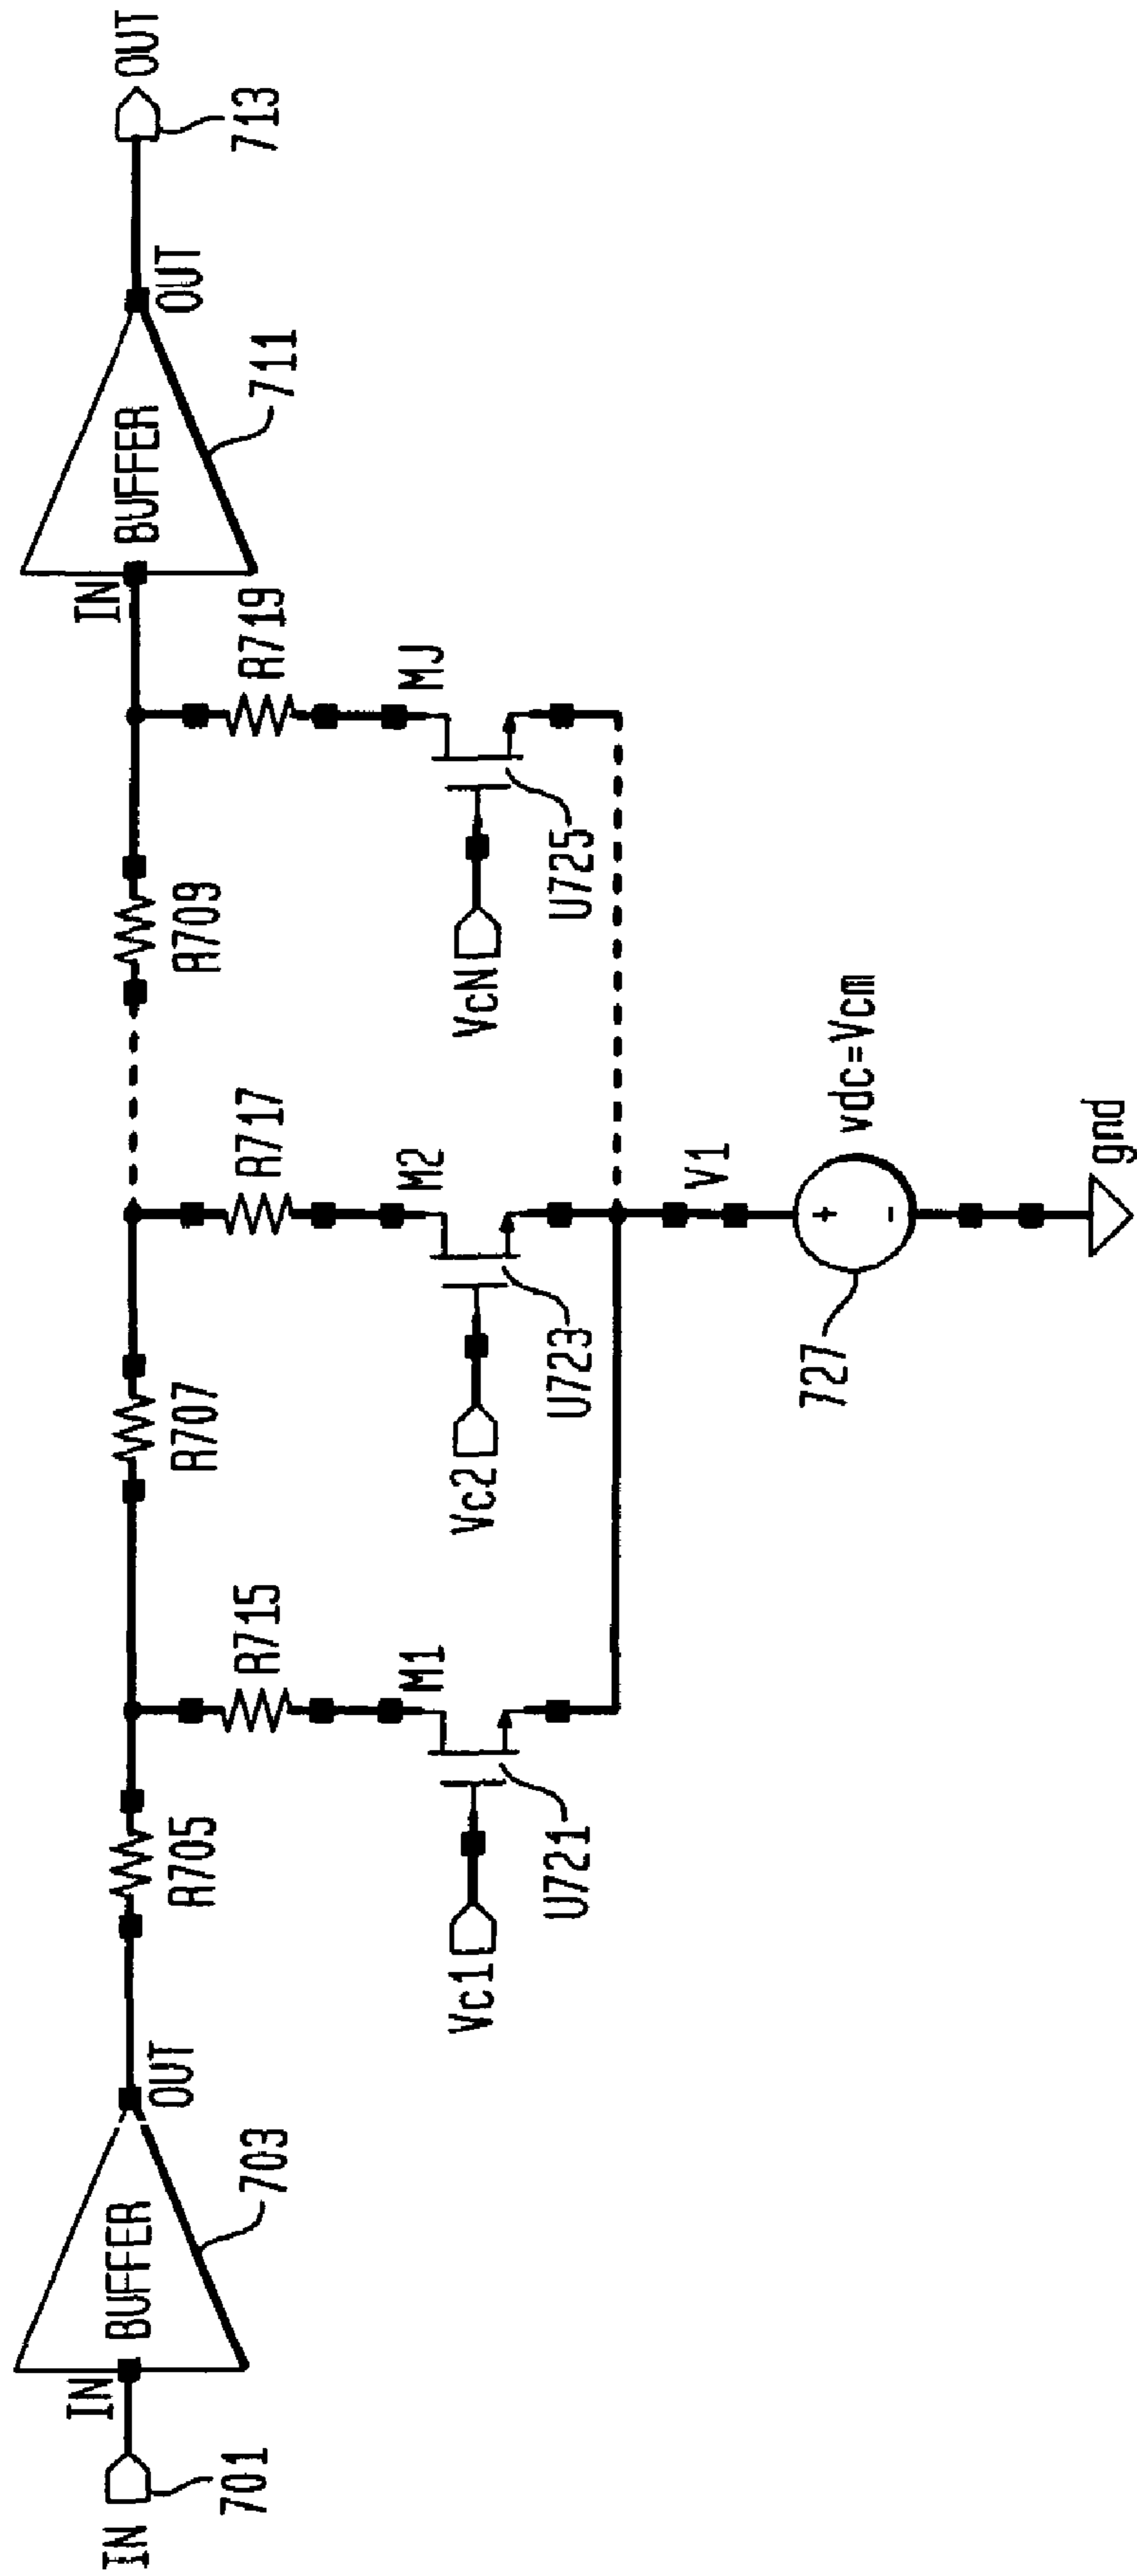 IN
701
IN
BUFFER
703
OUT
R705
R707
R709
IN
BUFFER
711
OUT
OUT
713
R715
R717
R719
M1
M2
MJ
Vc1
Vc2
VcN
U721
U723
U725
V1
727
+
-
vdc=Vcm
gnd